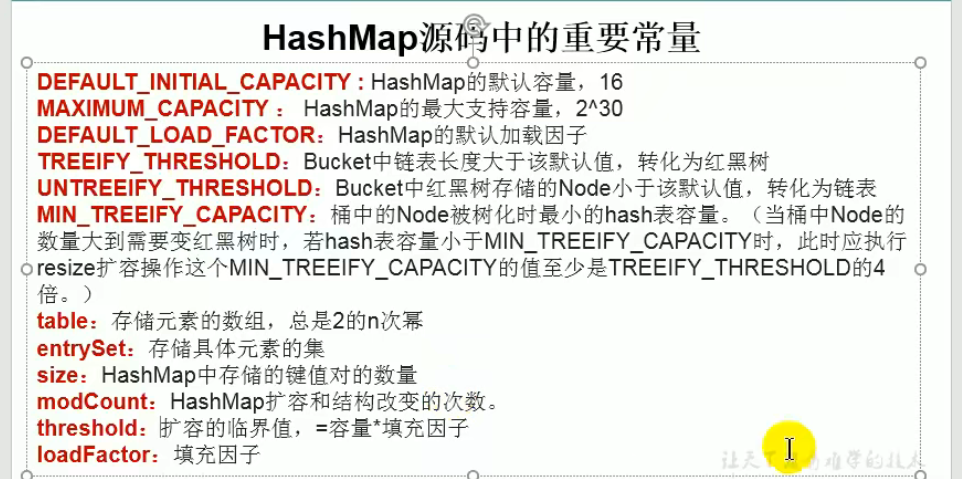 HashMap源码中的重要常量
DEFAULT_INITIAL_CAPACITY : HashMap的默认容量，16
MAXIMUM_CAPACITY ： HashMap的最大支持容量，2^30
DEFAULT_LOAD_FACTOR：HashMap的默认加载因子
TREEIFY_THRESHOLD：Bucket中链表长度大于该默认值，转化为红黑树
UNTREEIFY_THRESHOLD：Bucket中红黑树存储的Node小于该默认值，转化为链表
MIN_TREEIFY_CAPACITY：桶中的Node被树化时最小的hash表容量。（当桶中Node的
数量大到需要变红黑树时，若hash表容量小于MIN_TREEIFY_CAPACITY时，此时应执行
resize扩容操作这个MIN_TREEIFY_CAPACITY的值至少是TREEIFY_THRESHOLD的4
倍。）
table：存储元素的数组，总是2的n次幂
entrySet：存储具体元素的集
size：HashMap中存储的键值对的数量
modCount：HashMap扩容和结构改变的次数。
threshold：扩容的临界值，=容量*填充因子
loadFactor：填充因子
让天下
难学的技术